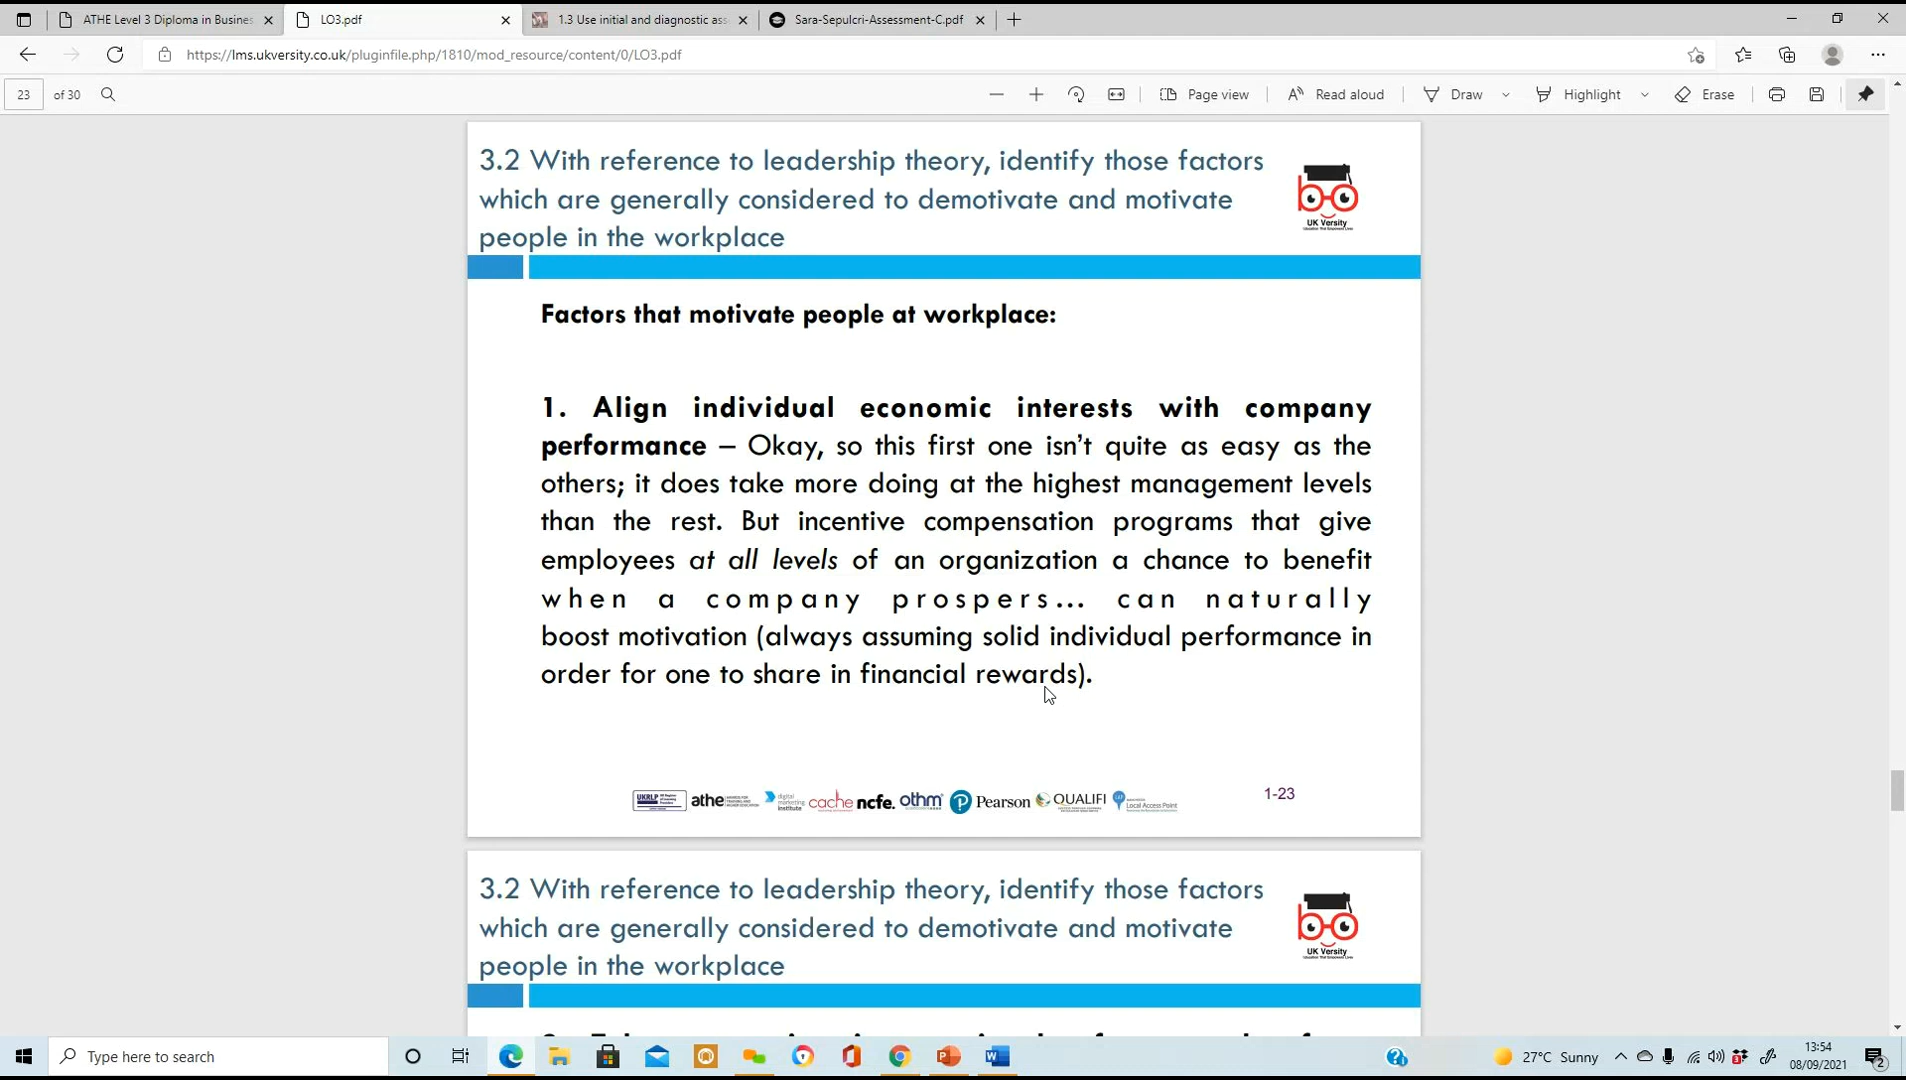 ATHE Level 3 Diploma in Busines
LO3.pdf
1.3 Use initial and diagnostic ass
Sara-Sepulcri-Assessment-C.pdf
https://lms.ukversity.co.uk/pluginfile.php/1810/mod_resource/content/0/LO3.pdf
23 of 30
Page view
Read aloud
Draw
Highlight
Erase
3.2 With reference to leadership theory, identify those factors
which are generally considered to demotivate and motivate
people in the workplace
UK Versity
Factors that motivate people at workplace:
1. Align individual economic interests with company
performance – Okay, so this first one isn't quite as easy as the
others; it does take more doing at the highest management levels
than the rest. But incentive compensation programs that give
employees at all levels of an organization a chance to benefit
when a company prospers... can naturally
boost motivation (always assuming solid individual performance in
order for one to share in financial rewards).
UKRLP athe digital marketing institute cache ncfe. othm Pearson QUALIFI Local Access Point
1-23
3.2 With reference to leadership theory, identify those factors
which are generally considered to demotivate and motivate
people in the workplace
UK Versity
Type here to search
27°C Sunny
13:54
08/09/2021
2